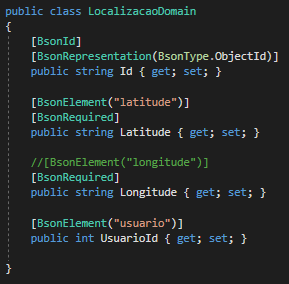 public class LocalizacaoDomain
{
[BsonId]
[BsonRepresentation(BsonType.ObjectId)]
public string Id { get; set; }
[BsonElement("latitude")]
[BsonRequired]
public string Latitude { get; set; }
//[BsonElement("longitude")]
[BsonRequired]
public string Longitude { get; set; }
[BsonElement("usuario")]
public int UsuarioId { get; set; }
}